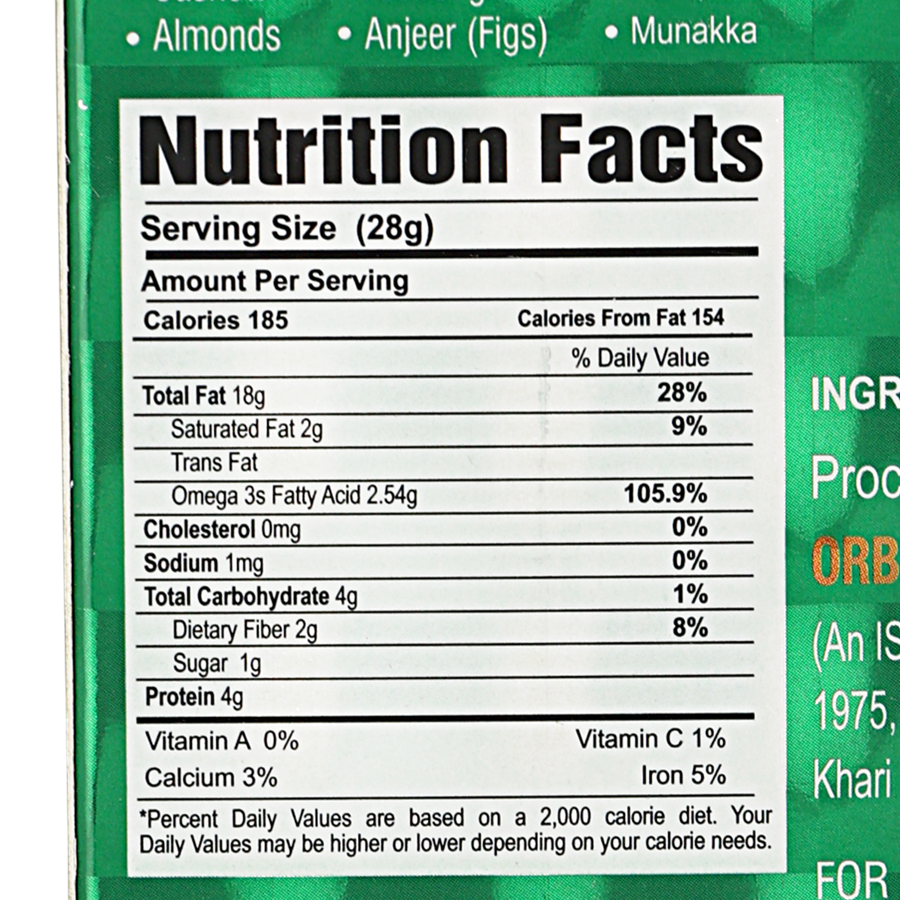 • Almonds • Anjeer (Figs) • Munakka
Nutrition Facts
Serving Size (28g)
Amount Per Serving
Calories 185 Calories From Fat 154
% Daily Value
Total Fat 18g 28%
Saturated Fat 2g 9%
Trans Fat
Omega 3s Fatty Acid 2.54g 105.9%
Cholesterol 0mg 0%
Sodium 1mg 0%
Total Carbohydrate 4g 1%
Dietary Fiber 2g 8%
Sugar 1g
Protein 4g
Vitamin A 0% Vitamin C 1%
Calcium 3% Iron 5%
*Percent Daily Values are based on a 2,000 calorie diet. Your
Daily Values may be higher or lower depending on your calorie needs.
INGR
Proc
ORB
(An IS
1975,
Khari
FOR